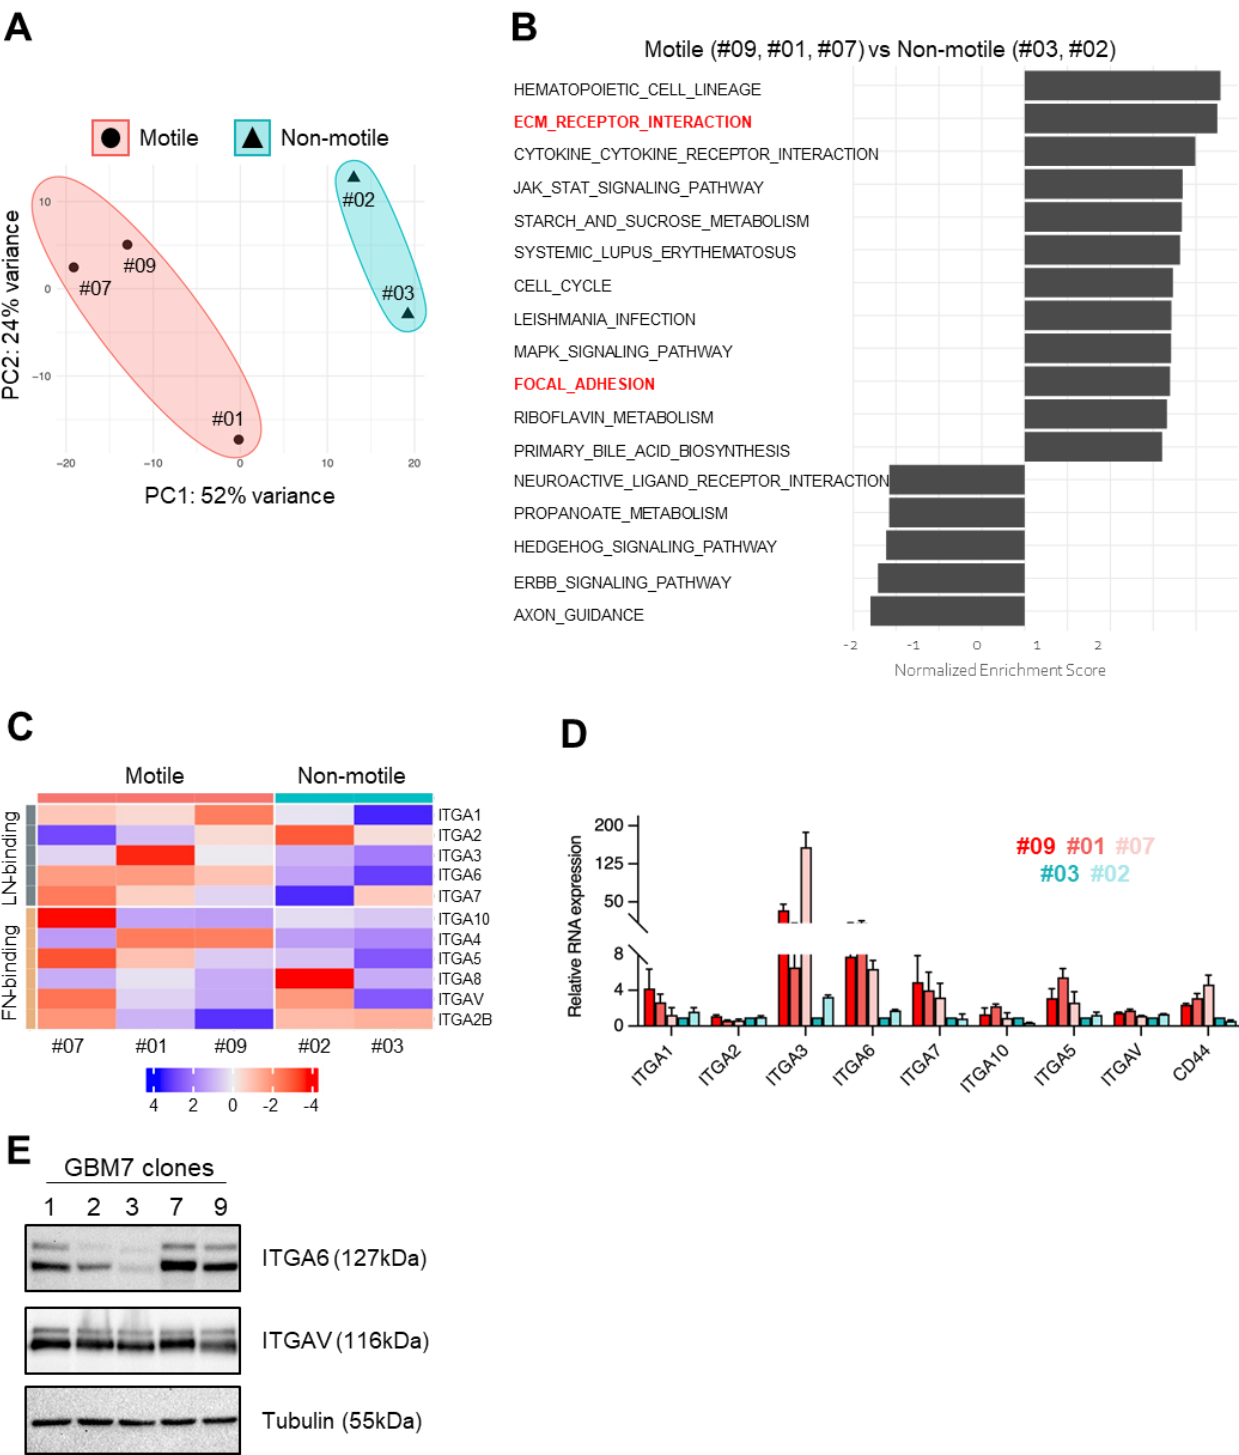 A
Motile
Non-motile
PC2: 24% variance
10
0
−10
#02
#09
#07
#03
#01
−20
−10
0
10
20
PC1: 52% variance
B
Motile (#09, #01, #07) vs Non-motile (#03, #02)
HEMATOPOIETIC_CELL_LINEAGE
ECM_RECEPTOR_INTERACTION
CYTOKINE_CYTOKINE_RECEPTOR_INTERACTION
JAK_STAT_SIGNALING_PATHWAY
STARCH_AND_SUCROSE_METABOLISM
SYSTEMIC_LUPUS_ERYTHEMATOSUS
CELL_CYCLE
LEISHMANIA_INFECTION
MAPK_SIGNALING_PATHWAY
FOCAL_ADHESION
RIBOFLAVIN_METABOLISM
PRIMARY_BILE_ACID_BIOSYNTHESIS
NEUROACTIVE_LIGAND_RECEPTOR_INTERACTION
PROPANOATE_METABOLISM
HEDGEHOG_SIGNALING_PATHWAY
ERBB_SIGNALING_PATHWAY
AXON_GUIDANCE
-2 -1 0 1 2
Normalized Enrichment Score
C
Motile Non-motile
LN-binding
FN-binding
ITGA1
ITGA2
ITGA3
ITGA6
ITGA7
ITGA10
ITGA4
ITGA5
ITGA8
ITGAV
ITGA2B
#07 #01 #09 #02 #03
4 2 0 -2 -4
D
Relative RNA expression
200
125
50
8
4
0
#09 #01 #07
#03 #02
ITGA1 ITGA2 ITGA3 ITGA6 ITGA7 ITGA10 ITGA5 ITGAV CD44
E
GBM7 clones
1 2 3 7 9
ITGA6 (127kDa)
ITGAV (116kDa)
Tubulin (55kDa)